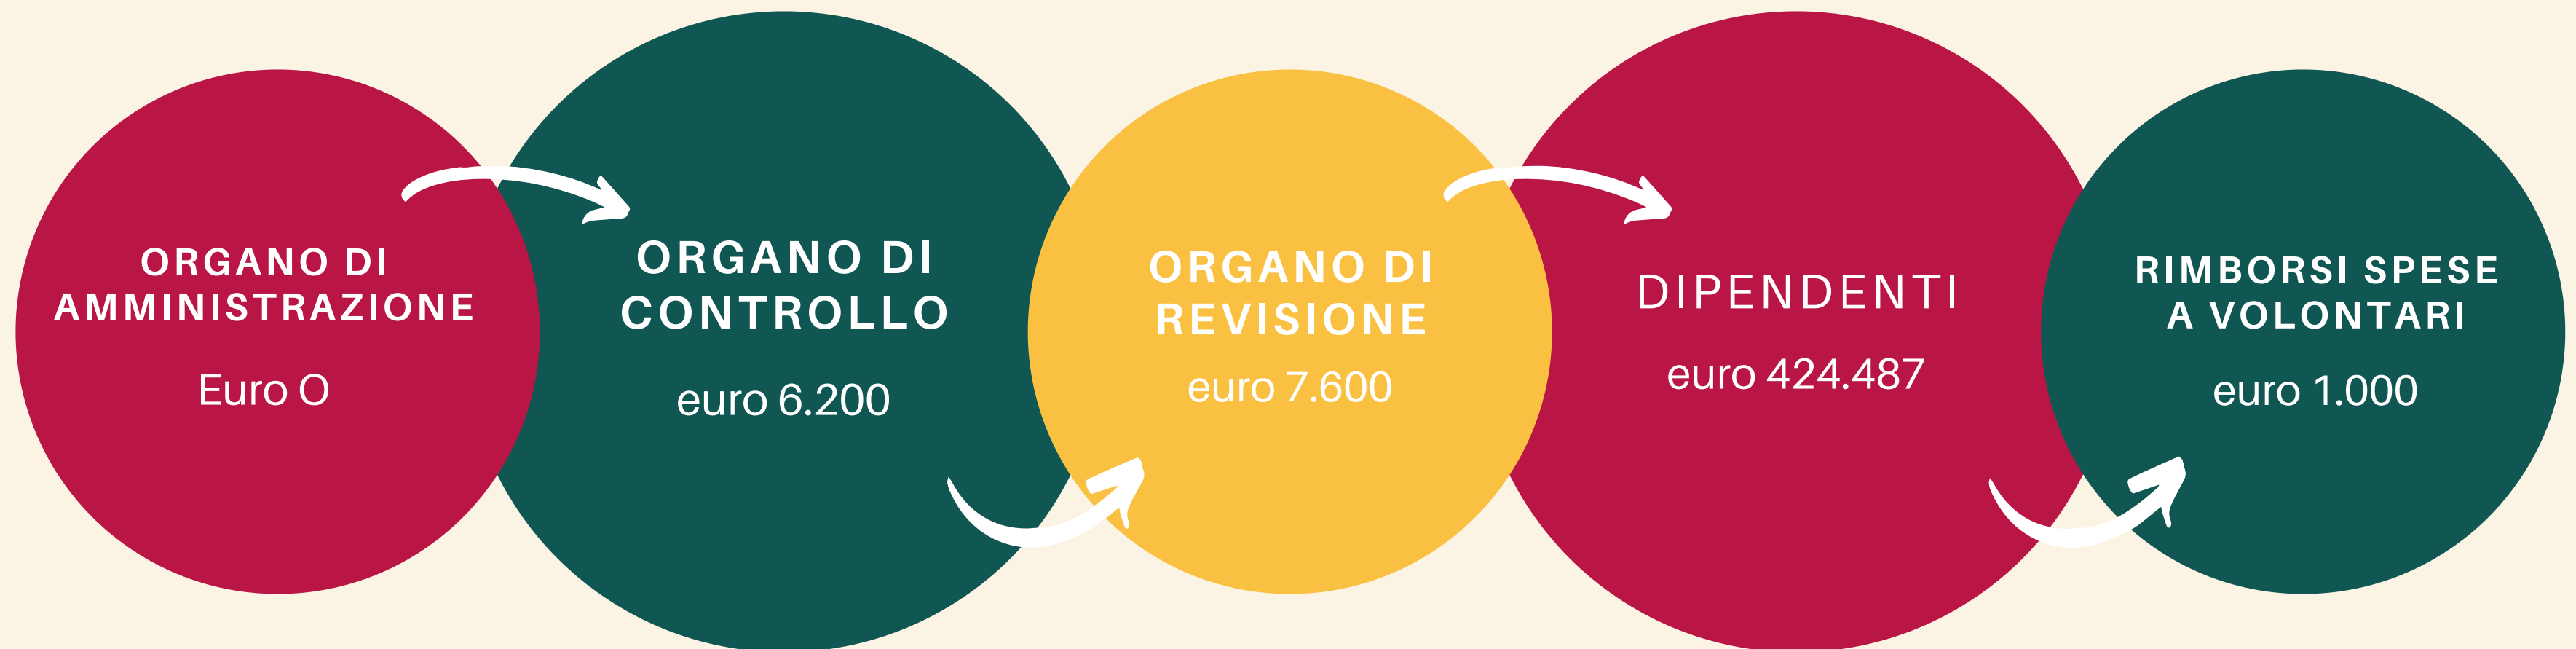 ORGANO DI
AMMINISTRAZIONE
Euro O
ORGANO DI
CONTROLLO
euro 6.200
ORGANO DI
REVISIONE
euro 7.600
DIPENDENTI
euro 424.487
RIMBORSI SPESE
A VOLONTARI
euro 1.000